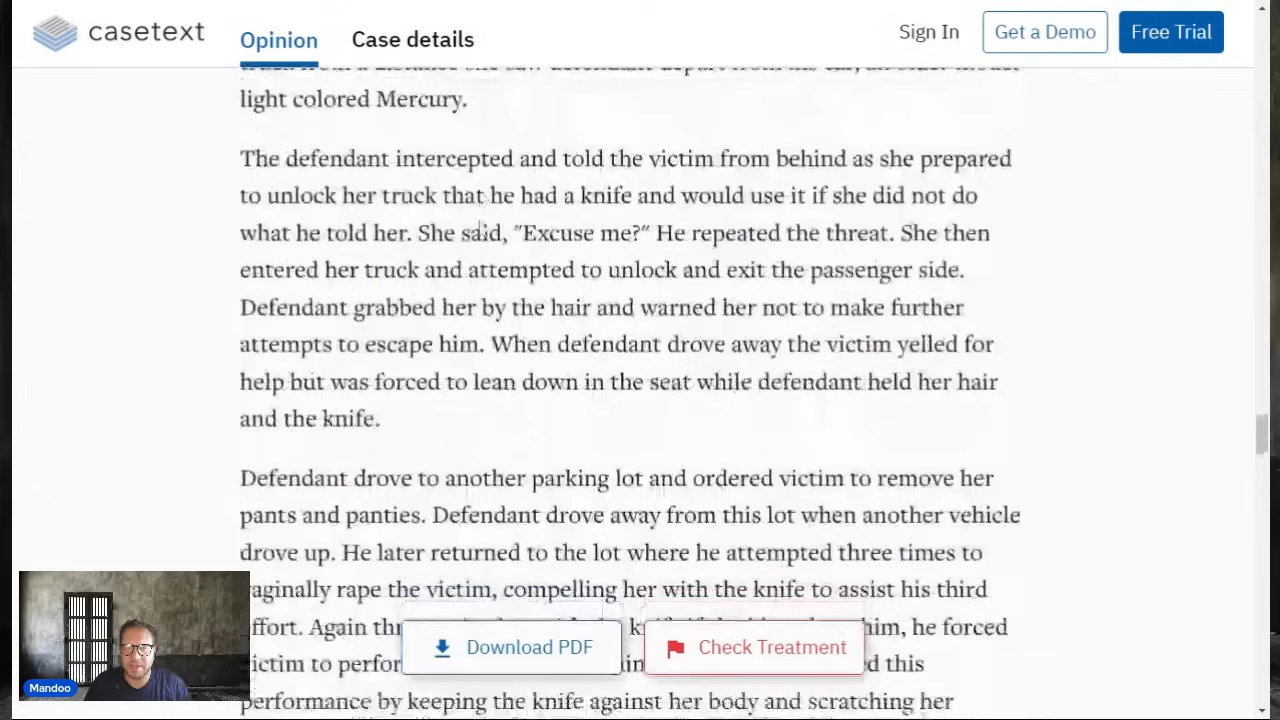 casetext
Opinion
Case details
Sign In
Get a Demo
Free Trial
light colored Mercury.
The defendant intercepted and told the victim from behind as she prepared
to unlock her truck that he had a knife and would use it if she did not do
what he told her. She said, "Excuse me?" He repeated the threat. She then
entered her truck and attempted to unlock and exit the passenger side.
Defendant grabbed her by the hair and warned her not to make further
attempts to escape him. When defendant drove away the victim yelled for
help but was forced to lean down in the seat while defendant held her hair
and the knife.
Defendant drove to another parking lot and ordered victim to remove her
pants and panties. Defendant drove away from this lot when another vehicle
drove up. He later returned to the lot where he attempted three times to
vaginally rape the victim, compelling her with the knife to assist his third
effort. Again him, he forced
victim to this
performance by keeping the knife against her body and scratching her
Download PDF
Check Treatment
Mandoo